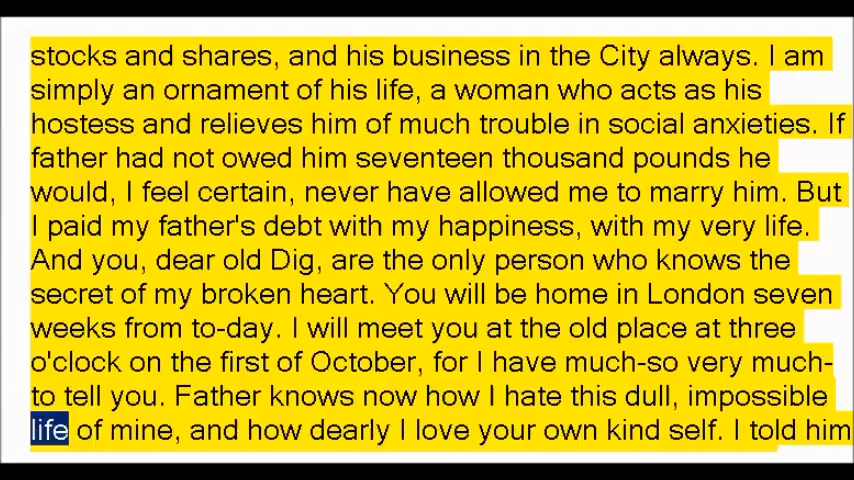 stocks and shares, and his business in the City always. I am
simply an ornament of his life, a woman who acts as his
hostess and relieves him of much trouble in social anxieties. If
father had not owed him seventeen thousand pounds he
would, I feel certain, never have allowed me to marry him. But
I paid my father's debt with my happiness, with my very life.
And you, dear old Dig, are the only person who knows the
secret of my broken heart. You will be home in London seven
weeks from to-day. I will meet you at the old place at three
o'clock on the first of October, for I have much-so very much-
to tell you. Father knows now how I hate this dull, impossible
life of mine, and how dearly I love your own kind self. I told him